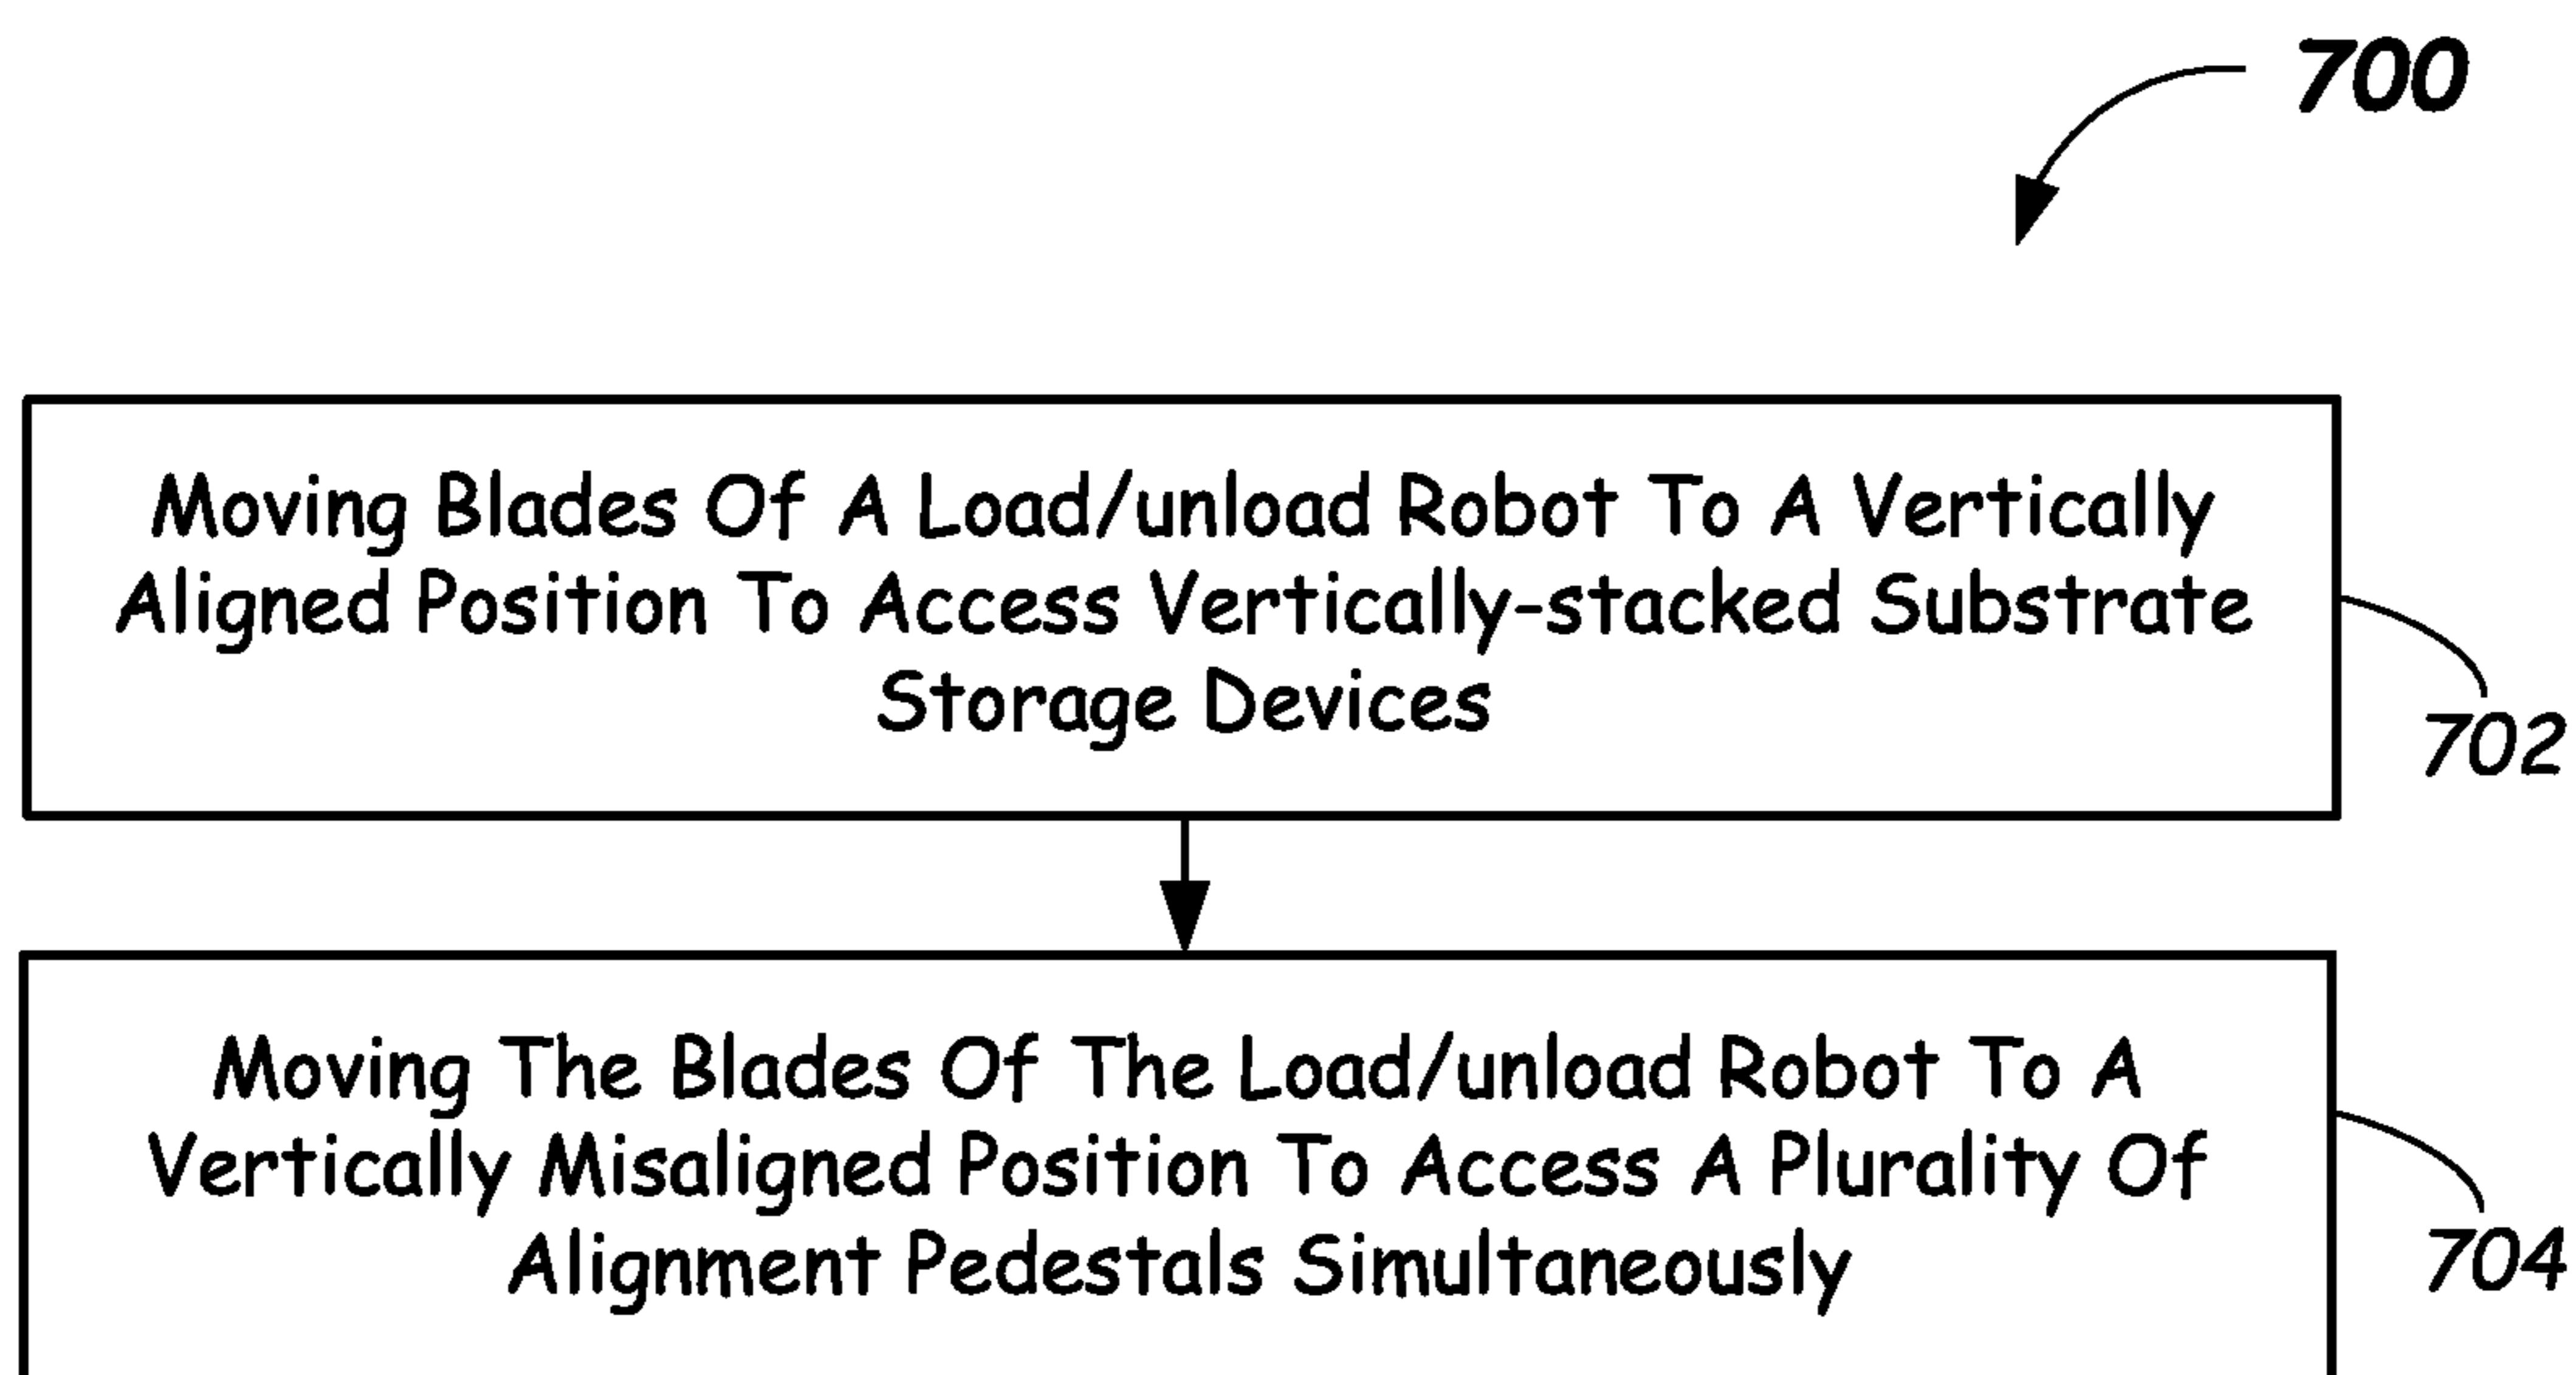 700
Moving Blades Of A Load/unload Robot To A Vertically
Aligned Position To Access Vertically-stacked Substrate
Storage Devices
702
Moving The Blades Of The Load/unload Robot To A
Vertically Misaligned Position To Access A Plurality Of
Alignment Pedestals Simultaneously
704